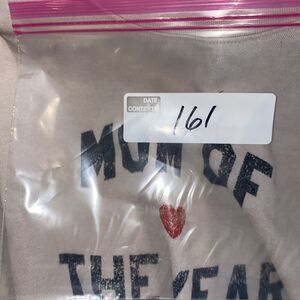 DATE
CONTENTS
161
MOM OF
THE YEAR